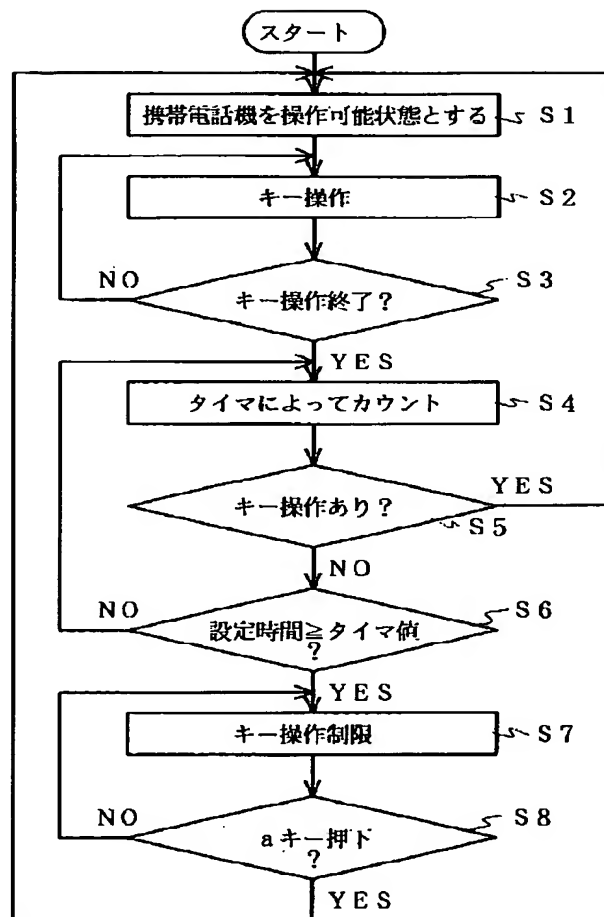 スタート
携帯電話機を操作可能状態とする
S1
キー操作
S2
キー操作終了?
S3
NO
YES
タイマによってカウント
S4
キー操作あり?
YES
S5
NO
設定時間≧タイマ値
?
S6
NO
YES
キー操作制限
S7
aキー押下
?
S8
NO
YES